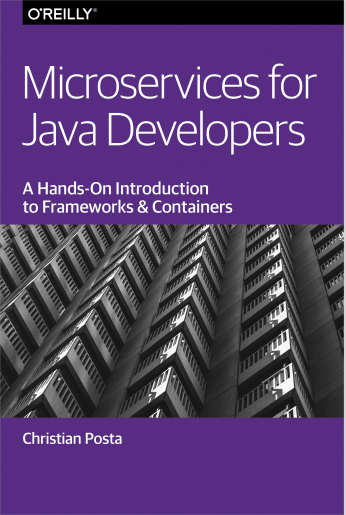 O'REILLY®
Microservices for
Java Developers
A Hands-On Introduction
to Frameworks & Containers
Christian Posta